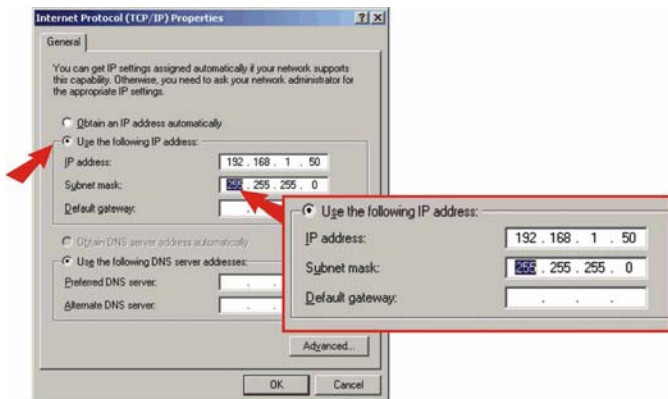 Internet Protocol (TCP/IP) Properties
General
You can get IP settings assigned automatically if your network supports
this capability. Otherwise, you need to ask your network administrator for
the appropriate IP settings.
Obtain an IP address automatically
Use the following IP address:
IP address: 192 . 168 . 1 . 50
Subnet mask: 255 . 255 . 255 . 0
Default gateway: . . .
Obtain DNS server address automatically
Use the following DNS server addresses:
Preferred DNS server: . . .
Alternate DNS server: . . .
Advanced...
OK Cancel
Use the following IP address:
IP address: 192 . 168 . 1 . 50
Subnet mask: 255 . 255 . 255 . 0
Default gateway: . . .